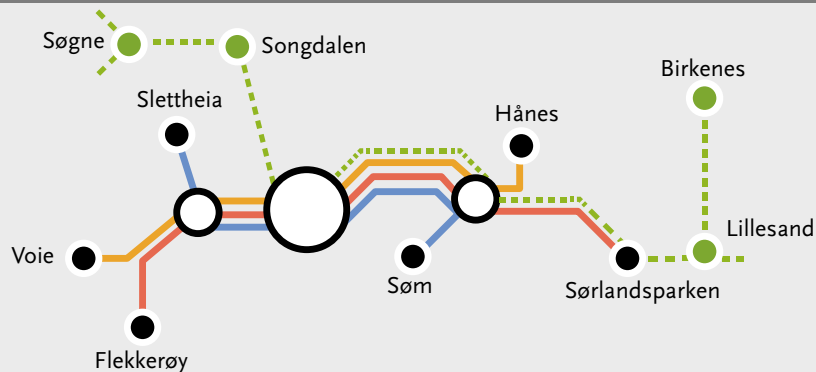 Søgne
Songdalen
Birkenes
Slettheia
Hånes
Voie
Lillesand
Søm
Sørlandsparken
Flekkerøy